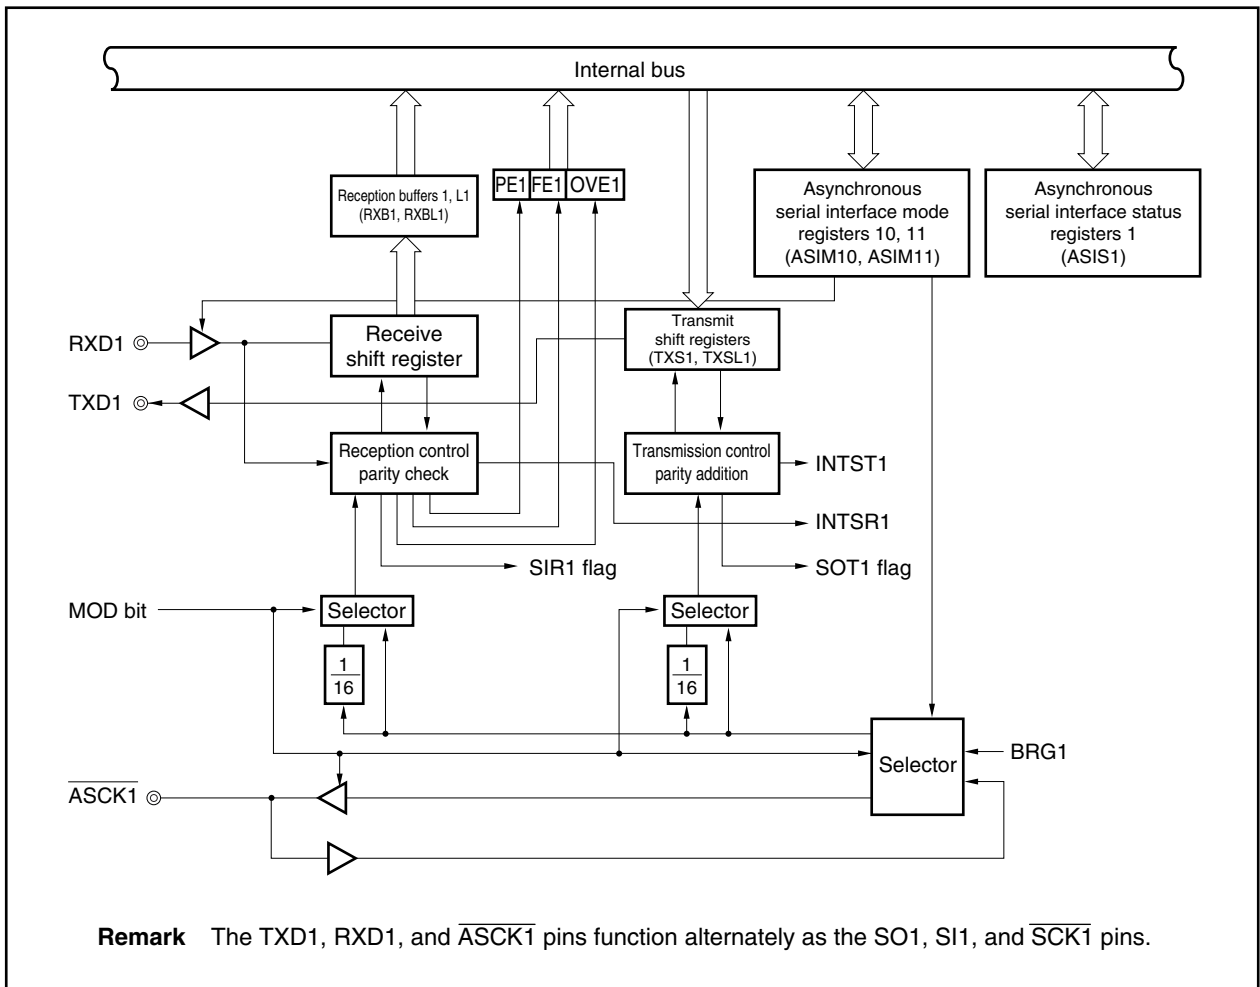 Internal bus
Reception buffers 1, L1
(RXB1, RXBL1)
PE1 FE1 OVE1
Asynchronous
serial interface mode
registers 10, 11
(ASIM10, ASIM11)
Asynchronous
serial interface status
registers 1
(ASIS1)
RXD1
Receive
shift register
Transmit
shift registers
(TXS1, TXSL1)
TXD1
Reception control
parity check
Transmission control
parity addition
INTST1
INTSR1
SIR1 flag
SOT1 flag
MOD bit
Selector
Selector
1
16
1
16
Selector
BRG1
A̅S̅C̅K̅1̅
Remark The TXD1, RXD1, and A̅S̅C̅K̅1̅ pins function alternately as the SO1, SI1, and S̅C̅K̅1̅ pins.